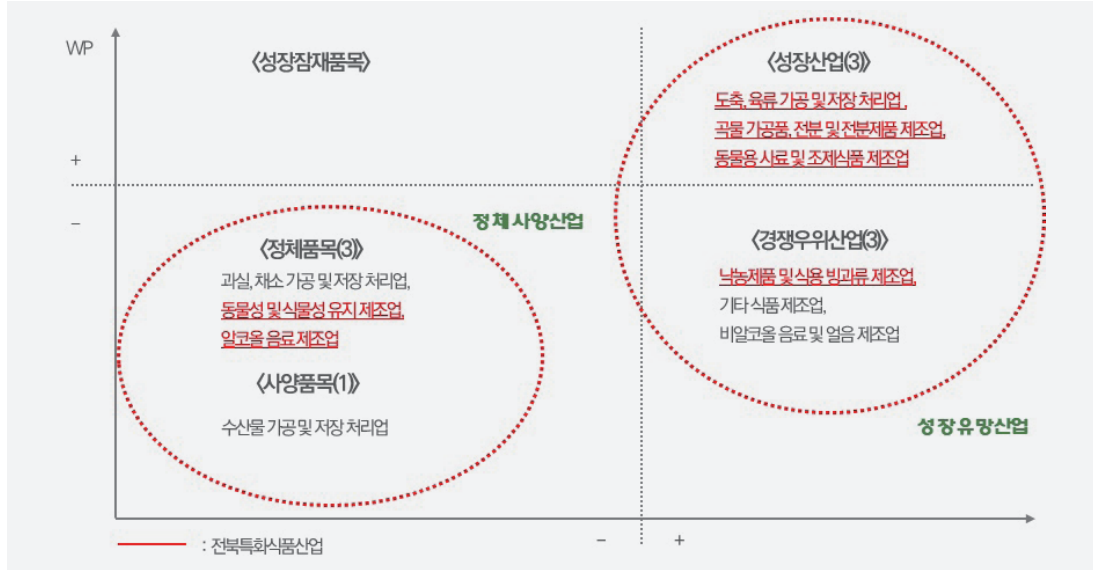 WP
〈성장잠재품목〉
〈성장산업(3)〉
도축, 육류 가공 및 저장 처리업 ,
곡물 가공품, 전분 및 전분제품 제조업,
동물용 사료 및 조제식품 제조업
+
−
정체사양산업
〈정체품목(3)〉
과실, 채소 가공 및 저장 처리업,
동물성 및 식물성 유지 제조업,
알코올 음료 제조업
〈사양품목(1)〉
수산물 가공 및 저장 처리업
〈경쟁우위산업(3)〉
낙농제품 및 식용 빙과류 제조업,
기타 식품 제조업,
비알코올 음료 및 얼음 제조업
성장유망산업
− +
: 전북특화식품산업